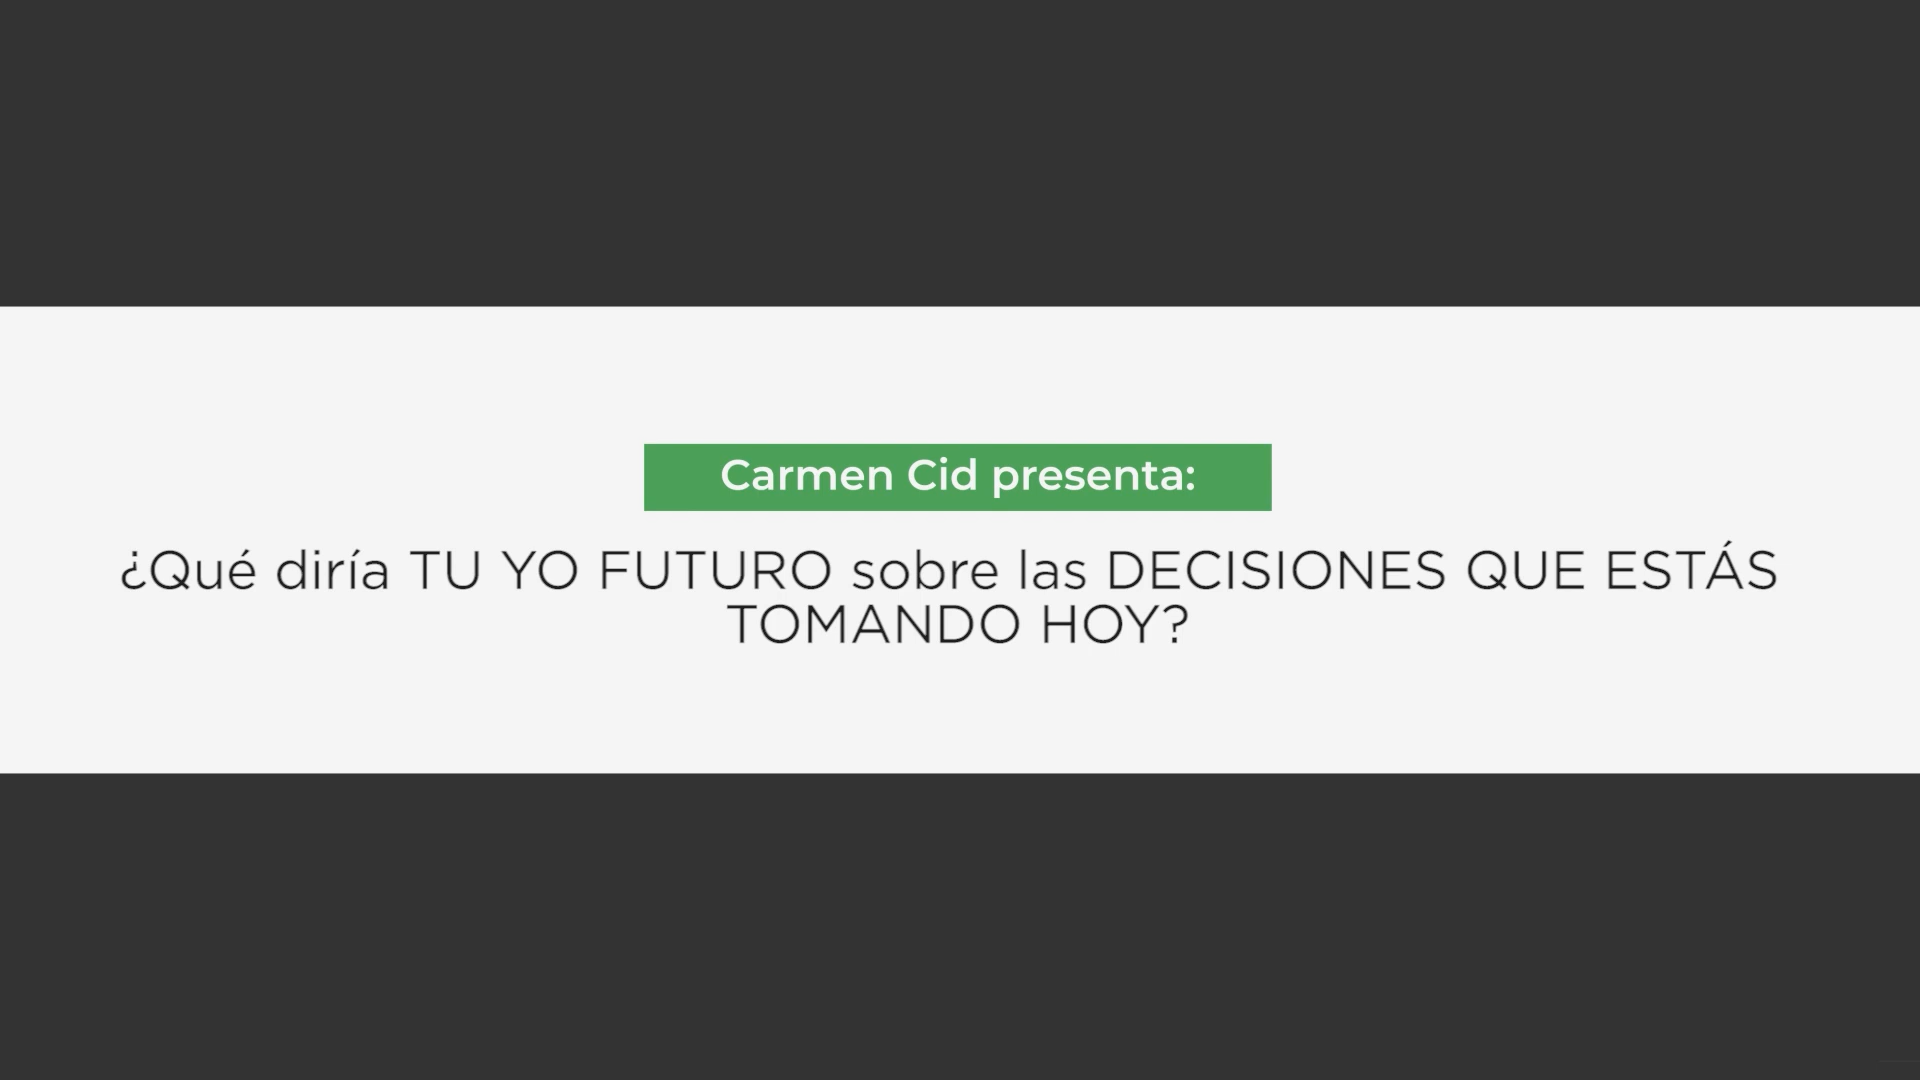 Carmen Cid presenta:
¿Qué diría TU YO FUTURO sobre las DECISIONES QUE ESTÁS
TOMANDO HOY?